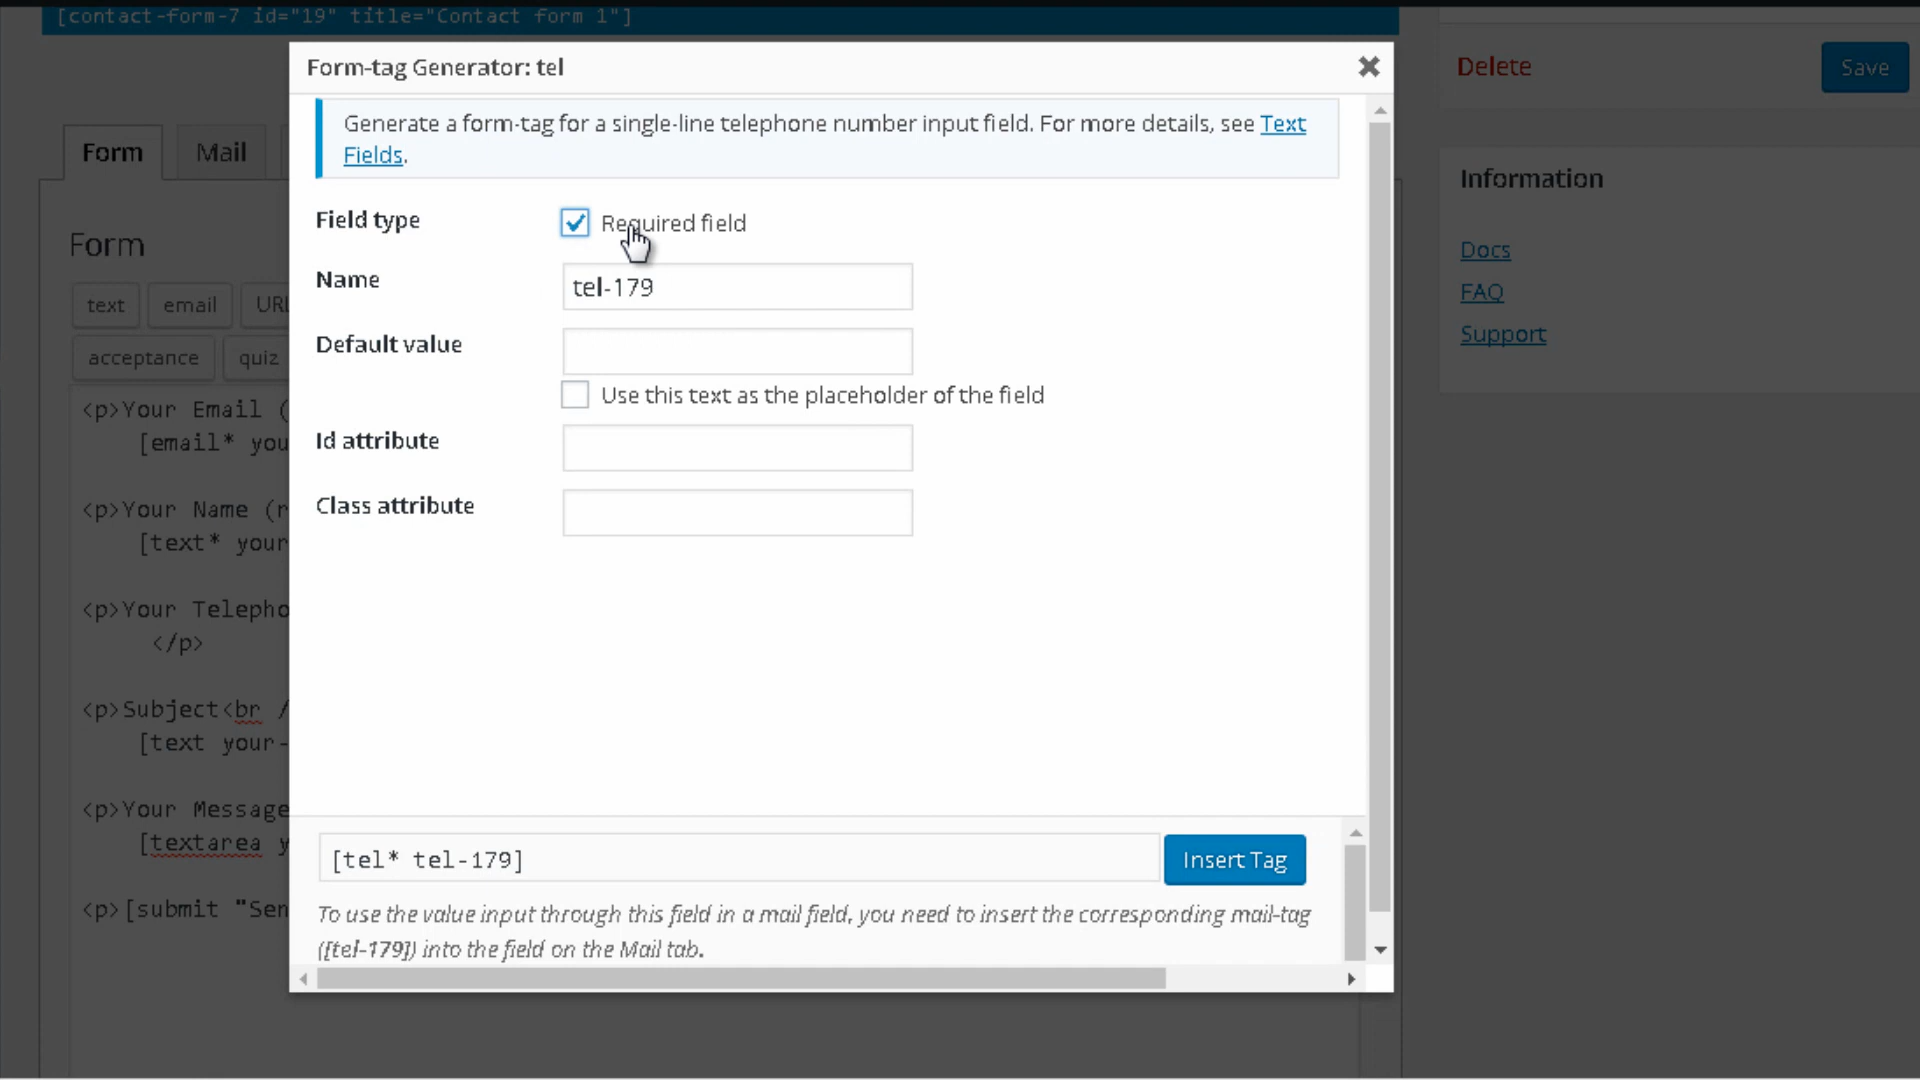 [contact-form-7 id="19" title="Contact form 1"]
Form-tag Generator: tel
Generate a form-tag for a single-line telephone number input field. For more details, see Text
Fields.
Field type
Required field
Name
tel-179
Default value
Use this text as the placeholder of the field
Id attribute
Class attribute
[tel* tel-179]
Insert Tag
To use the value input through this field in a mail field, you need to insert the corresponding mail-tag
([tel-179]) into the field on the Mail tab.
Form
Mail
Form
text
email
URL
acceptance
quiz
<p>Your Email (
[email* you
<p>Your Name (r
[text* your
<p>Your Telepho
</p>
<p>Subject<br /
[text your-
<p>Your Message
[textarea y
<p>[submit "Sen
Delete
Save
Information
Docs
FAQ
Support